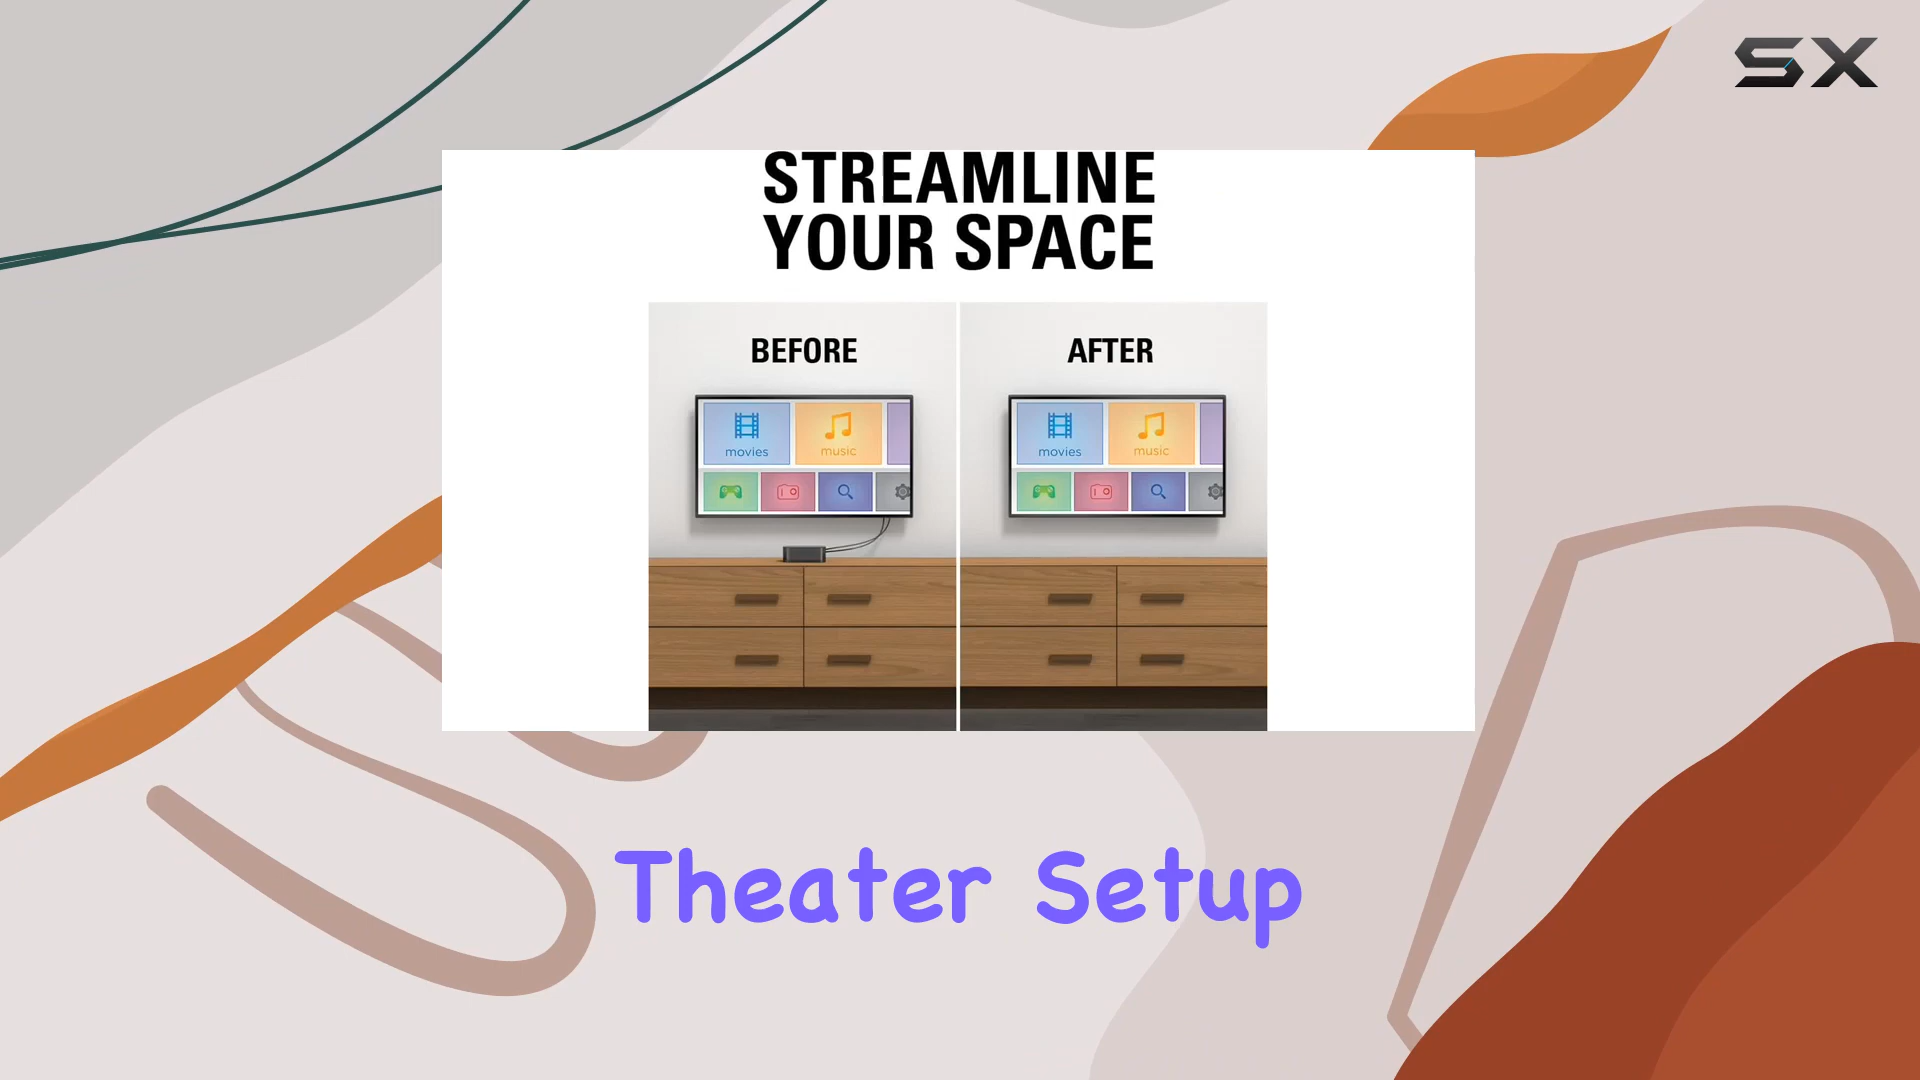 SX
STREAMLINE
YOUR SPACE
BEFORE
AFTER
movies
music
movies
music
Theater Setup